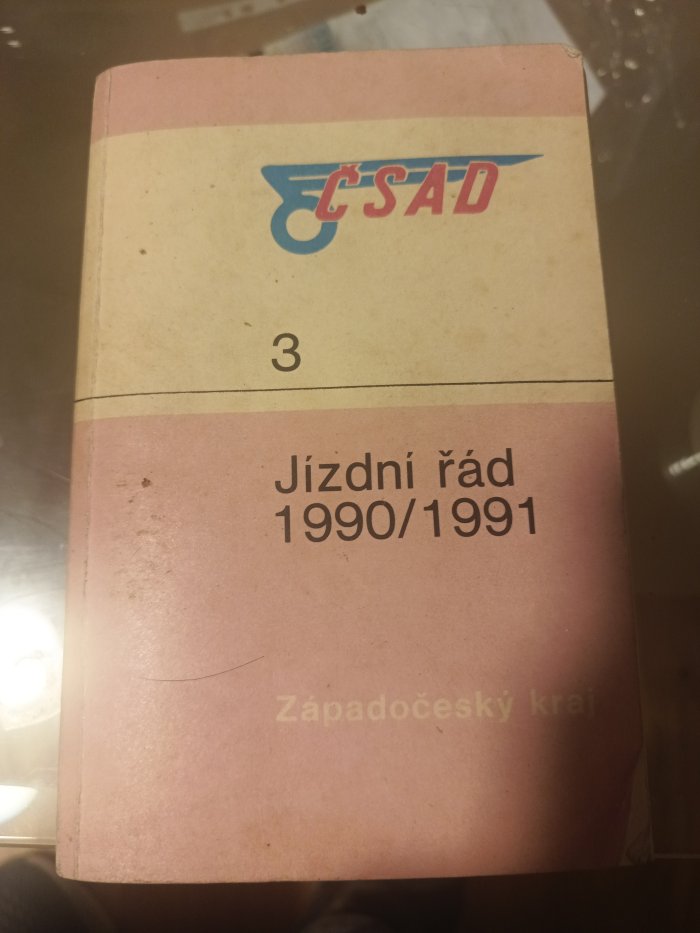 ČSAD
3
Jízdní řád
1990/1991
Západočeský kraj